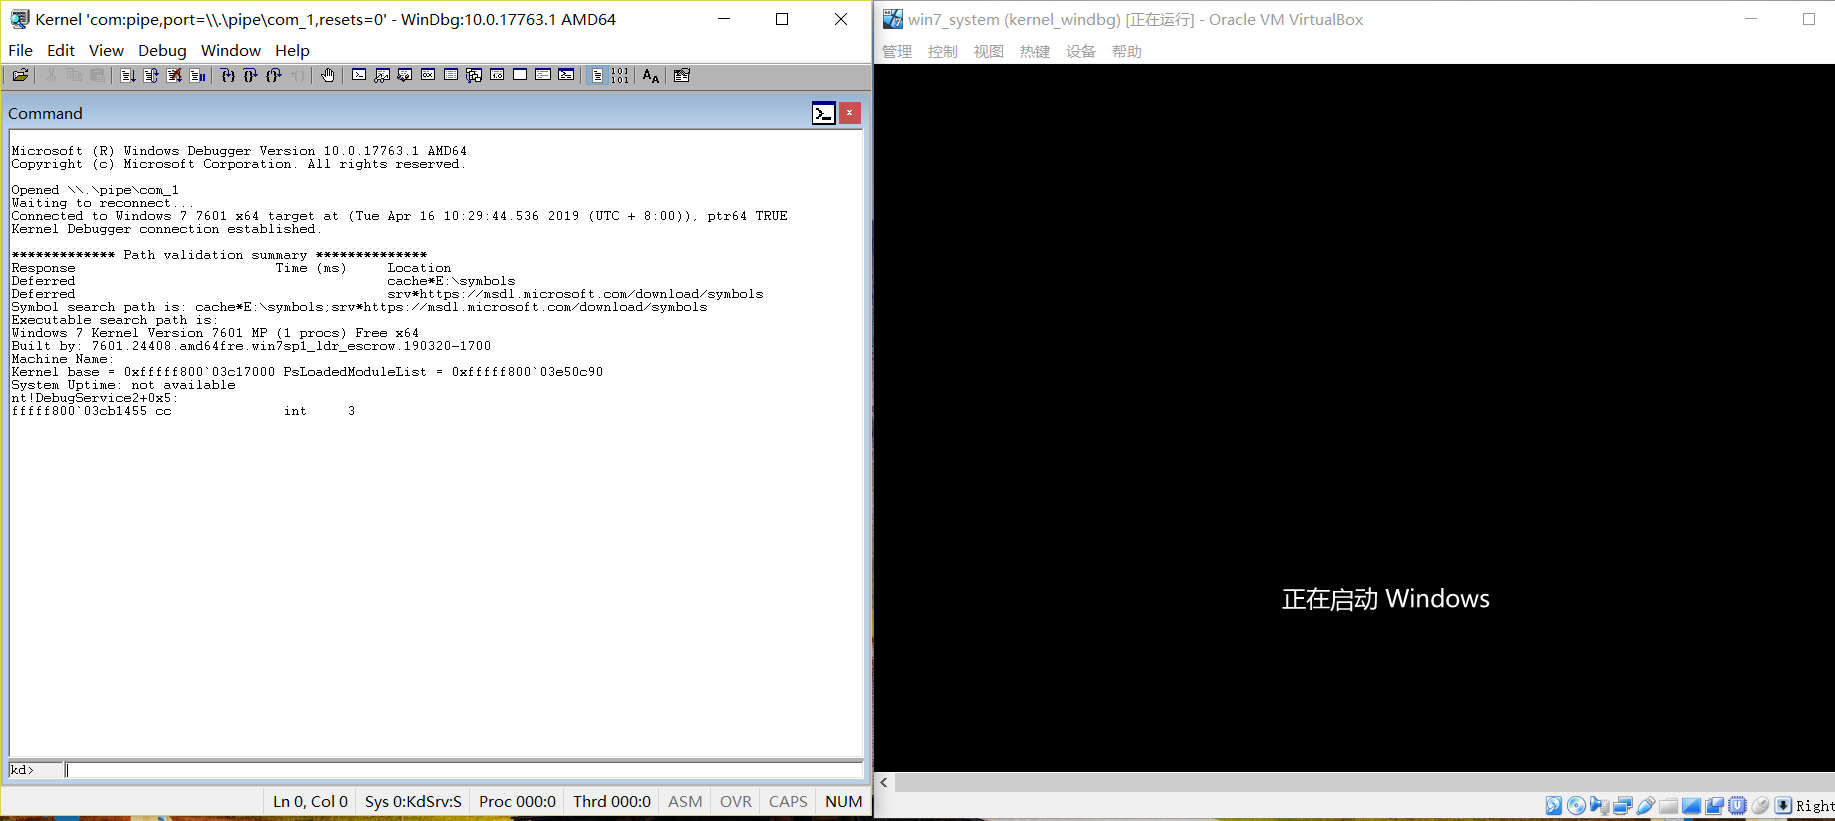 Kernel 'com:pipe,port=\\.\pipe\com_1,resets=0' - WinDbg:10.0.17763.1 AMD64
File Edit View Debug Window Help
Command
Microsoft (R) Windows Debugger Version 10.0.17763.1 AMD64
Copyright (c) Microsoft Corporation. All rights reserved.
Opened \\.\pipe\com_1
Waiting to reconnect...
Connected to Windows 7 7601 x64 target at (Tue Apr 16 10:29:44.536 2019 (UTC + 8:00)), ptr64 TRUE
Kernel Debugger connection established.
************* Path validation summary **************
Response Time (ms) Location
Deferred cache*E:\symbols
Deferred srv*https://msdl.microsoft.com/download/symbols
Symbol search path is: cache*E:\symbols;srv*https://msdl.microsoft.com/download/symbols
Executable search path is:
Windows 7 Kernel Version 7601 MP (1 procs) Free x64
Built by: 7601.24408.amd64fre.win7sp1_ldr_escrow.190320-1700
Machine Name:
Kernel base = 0xfffff800`03c17000 PsLoadedModuleList = 0xfffff800`03e50c90
System Uptime: not available
nt!DebugService2+0x5:
fffff800`03cb1455 cc int 3
kd>
Ln 0, Col 0 Sys 0:KdSrv:S Proc 000:0 Thrd 000:0 ASM OVR CAPS NUM
win7_system (kernel_windbg) [正在运行] - Oracle VM VirtualBox
管理 控制 视图 热键 设备 帮助
正在启动 Windows
Right